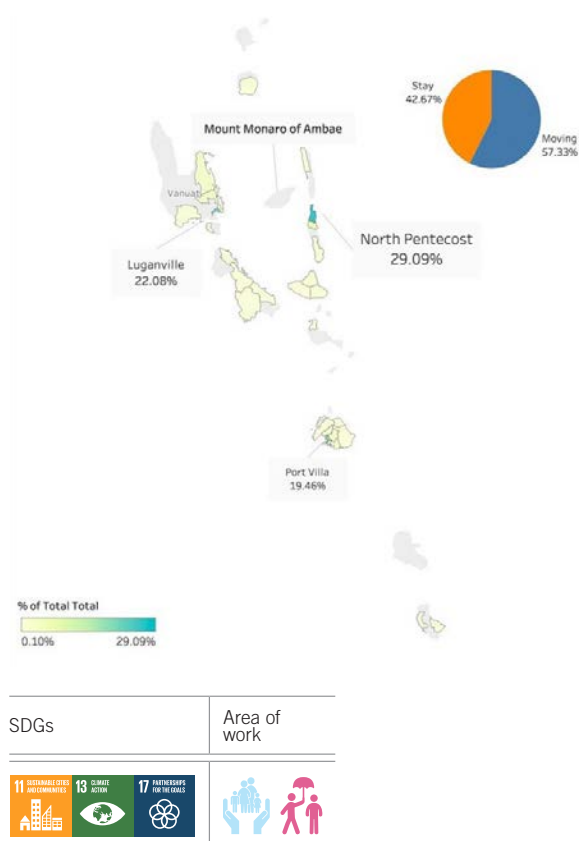 Stay
42.67%
Moving
57.33%
Mount Monaro of Ambae
Vanuat
North Pentecost
29.09%
Luganville
22.08%
Port Villa
19.46%
% of Total Total
0.10%
29.09%
SDGs
Area of
work
11 SUSTAINABLE CITIES
AND COMMUNITIES
13 CLIMATE
ACTION
17 PARTNERSHIPS
FOR THE GOALS